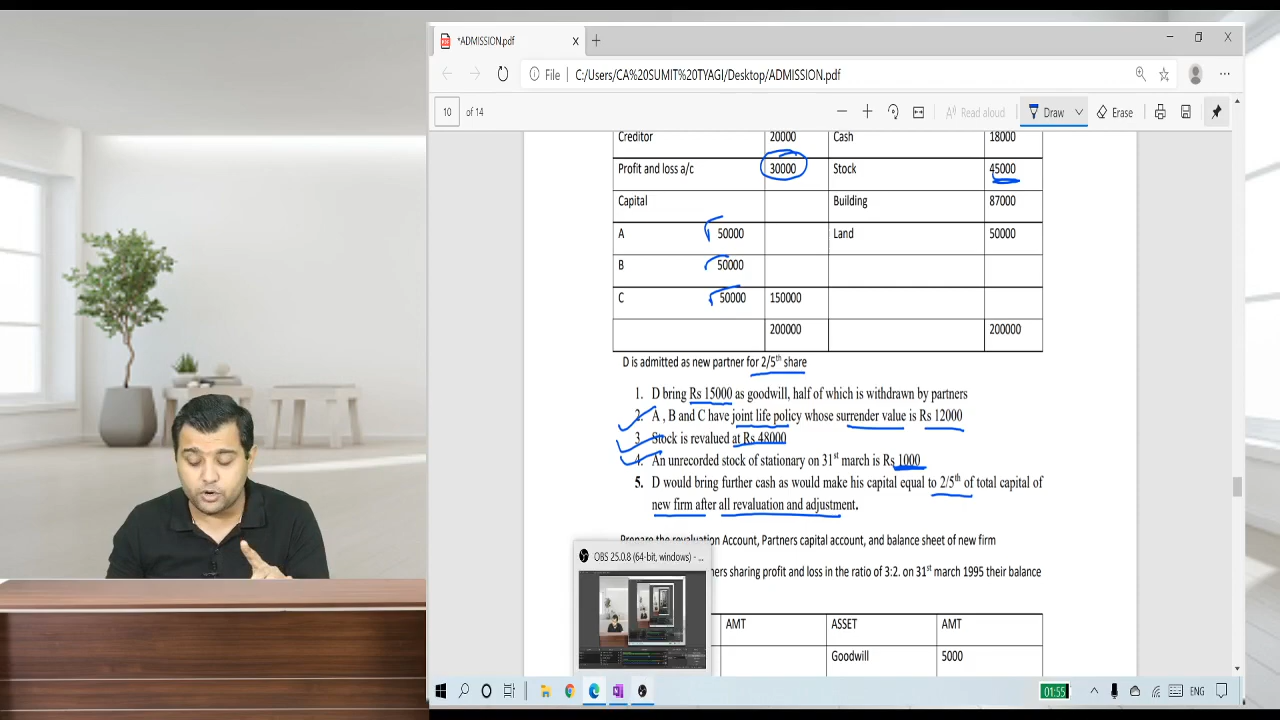 *ADMISSION.pdf
File C:/Users/CA%20SUMIT%20TYAGI/Desktop/ADMISSION.pdf
10 of 14 Read aloud Draw Erase
Creditor 20000 Cash 18000
Profit and loss a/c 30000 Stock 45000
Capital Building 87000
A 50000 Land 50000
B 50000
C 50000 150000
200000 200000
D is admitted as new partner for 2/5th share
1. D bring Rs 15000 as goodwill, half of which is withdrawn by partners
2. A , B and C have joint life policy whose surrender value is Rs 12000
3. Stock is revalued at Rs 48000
4. An unrecorded stock of stationary on 31st march is Rs 1000
5. D would bring further cash as would make his capital equal to 2/5th of total capital of
new firm after all revaluation and adjustment.
Prepare the revaluation Account, Partners capital account, and balance sheet of new firm
OBS 25.0.8 (64-bit, windows) - ...
ners sharing profit and loss in the ratio of 3:2. on 31st march 1995 their balance
AMT ASSET AMT
Goodwill 5000
01:55 ENG